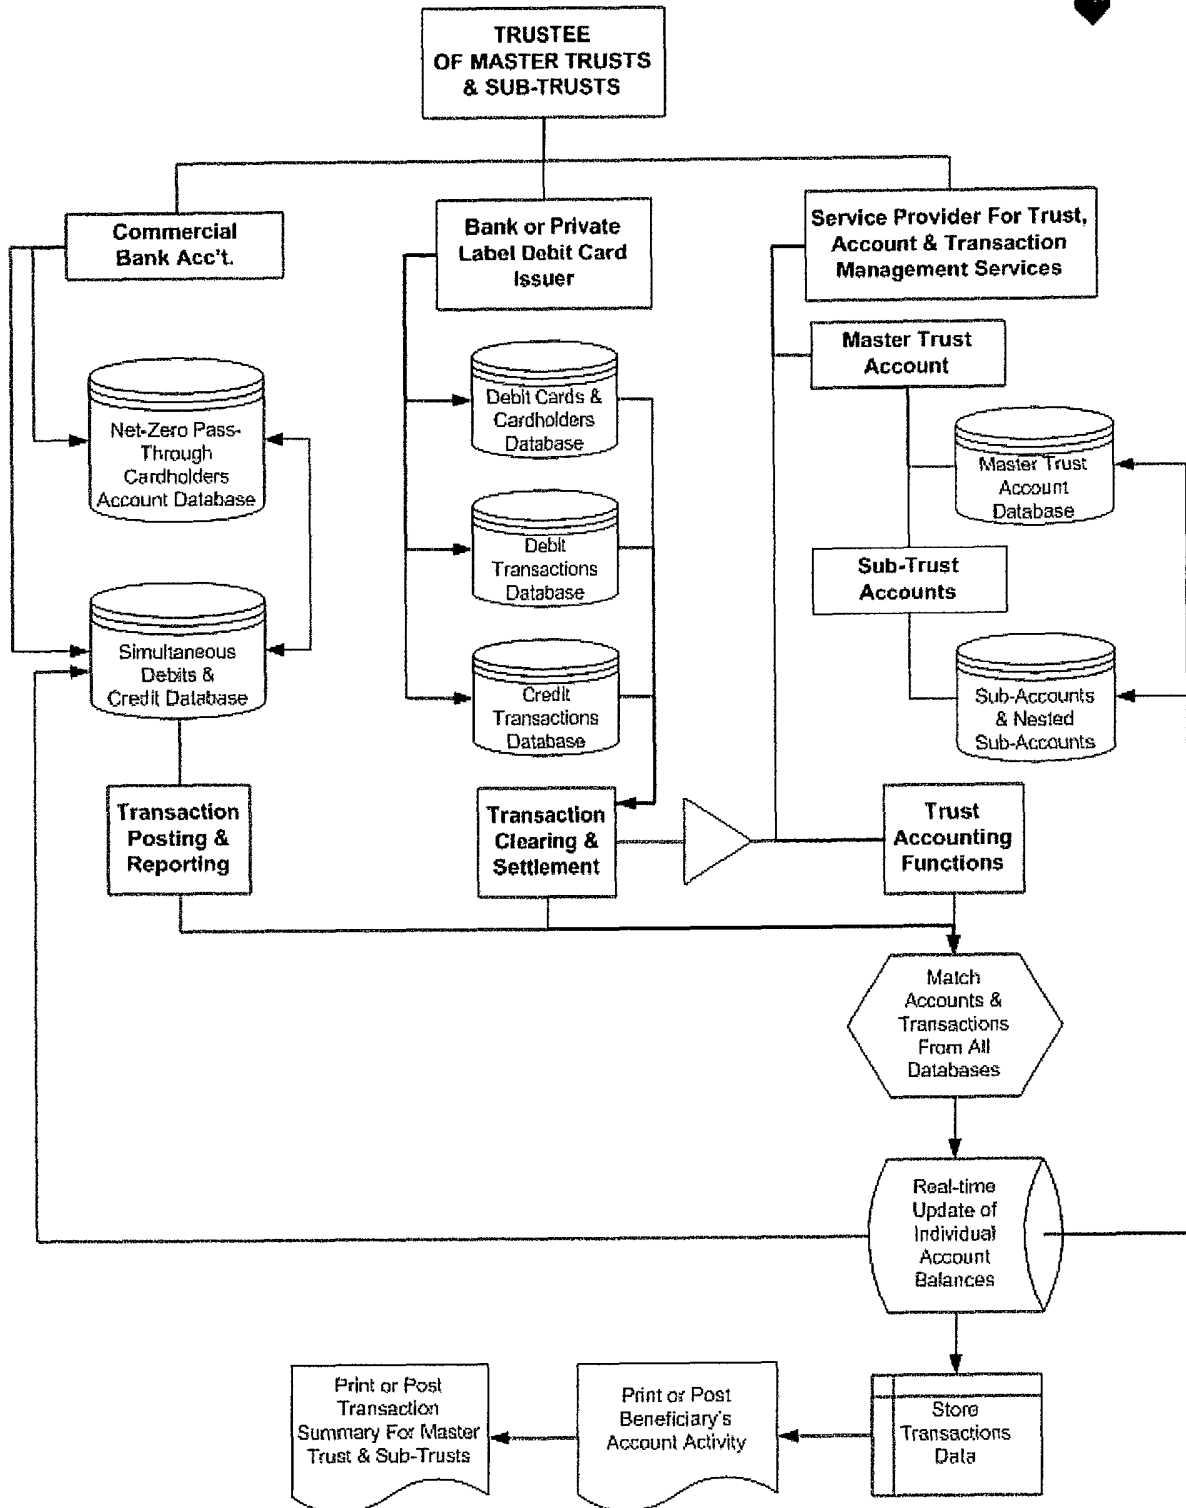 TRUSTEE
OF MASTER TRUSTS
& SUB-TRUSTS
Commercial
Bank Acc't.
Bank or Private
Label Debit Card
Issuer
Service Provider For Trust,
Account & Transaction
Management Services
Master Trust
Account
Net-Zero Pass-
Through
Cardholders
Account Database
Debit Cards &
Cardholders
Database
Master Trust
Account
Database
Debit
Transactions
Database
Sub-Trust
Accounts
Simultaneous
Debits &
Credit Database
Credit
Transactions
Database
Sub-Accounts
& Nested
Sub-Accounts
Transaction
Posting &
Reporting
Transaction
Clearing &
Settlement
Trust
Accounting
Functions
Match
Accounts &
Transactions
From All
Databases
Real-time
Update of
Individual
Account
Balances
Print or Post
Transaction
Summary For Master
Trust & Sub-Trusts
Print or Post
Beneficiary's
Account Activity
Store
Transactions
Data